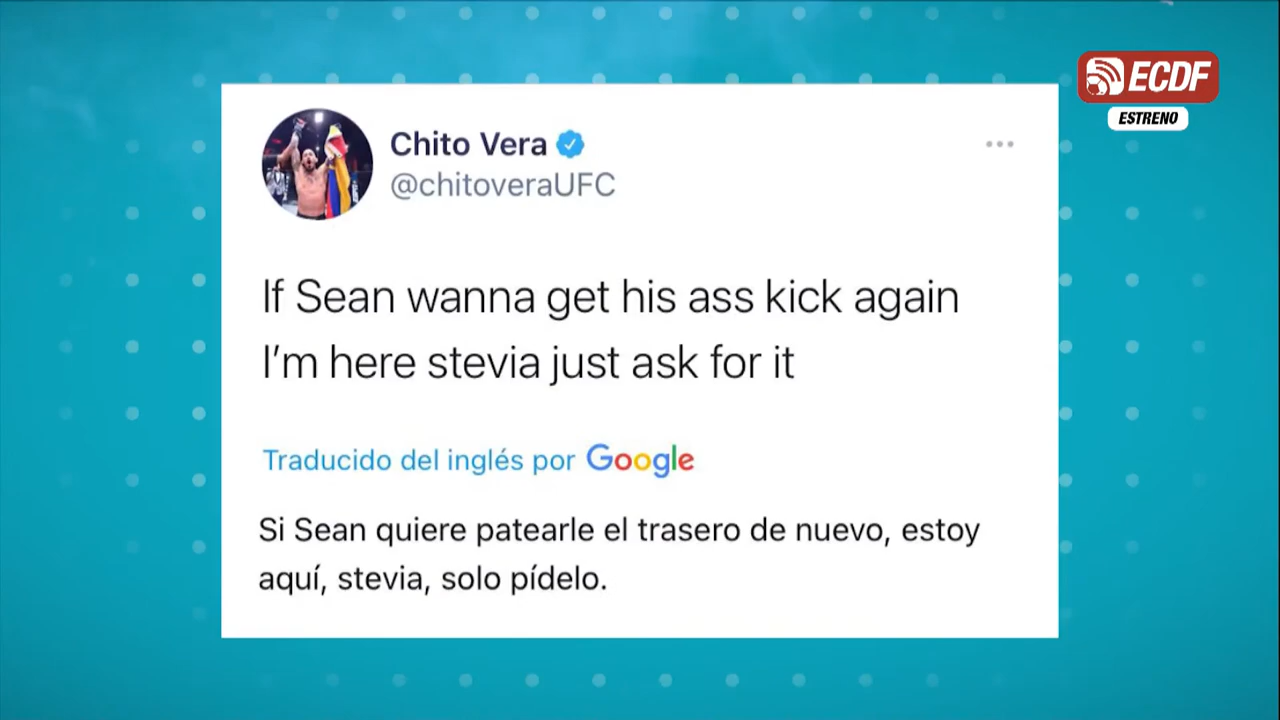 ECDF
ESTRENO
Chito Vera
@chitoveraUFC
If Sean wanna get his ass kick again
I'm here stevia just ask for it
Traducido del inglés por Google
Si Sean quiere patearle el trasero de nuevo, estoy
aquí, stevia, solo pídelo.